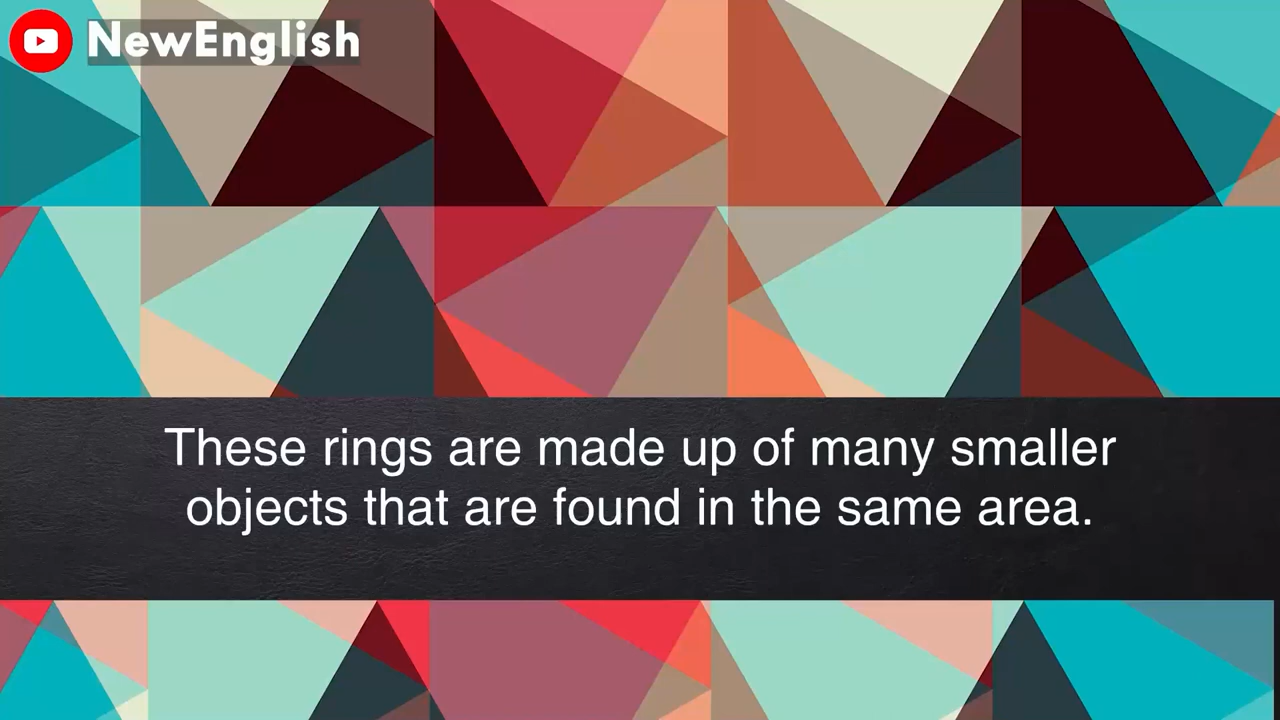 NewEnglish
These rings are made up of many smaller
objects that are found in the same area.